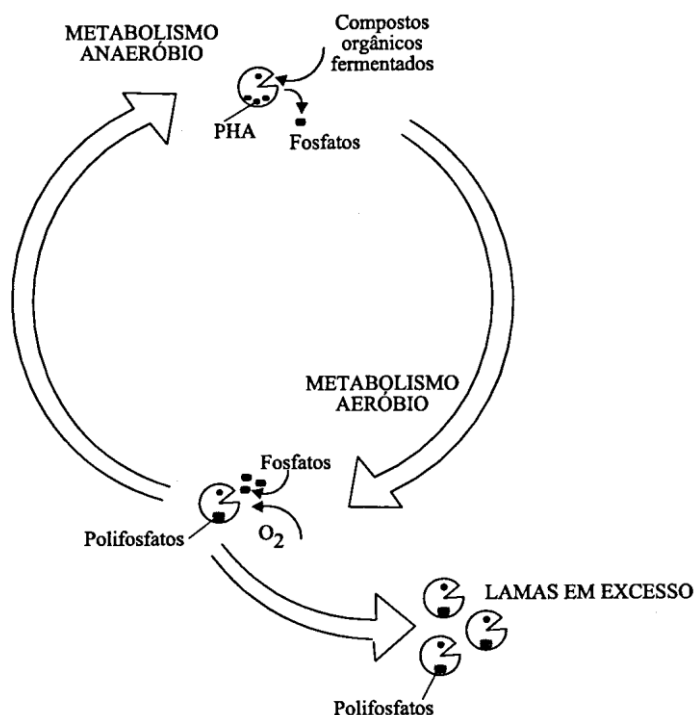 METABOLISMO
ANAERÓBIO
Compostos
orgânicos
fermentados
PHA
Fosfatos
METABOLISMO
AERÓBIO
Fosfatos
Polifosfatos
O2
LAMAS EM EXCESSO
Polifosfatos